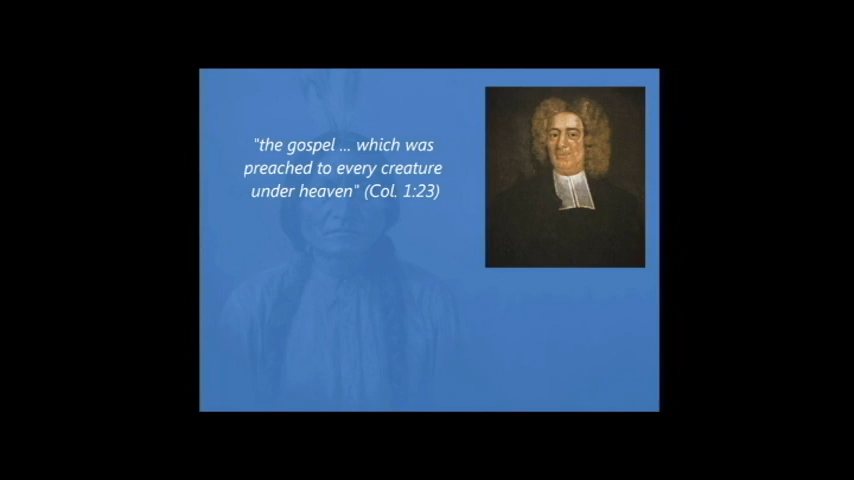 "the gospel ... which was
preached to every creature
under heaven" (Col. 1:23)